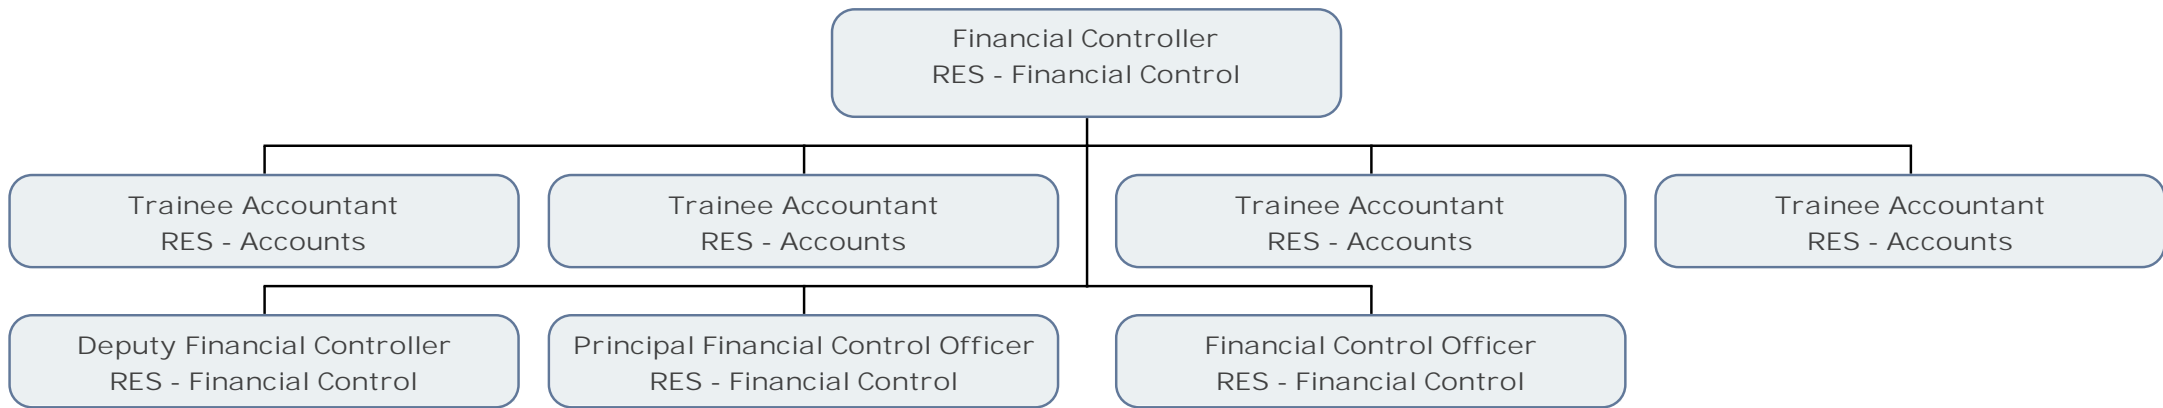 Financial Controller
RES - Financial Control
Trainee Accountant
RES - Accounts
Trainee Accountant
RES - Accounts
Trainee Accountant
RES - Accounts
Trainee Accountant
RES - Accounts
Deputy Financial Controller
RES - Financial Control
Principal Financial Control Officer
RES - Financial Control
Financial Control Officer
RES - Financial Control